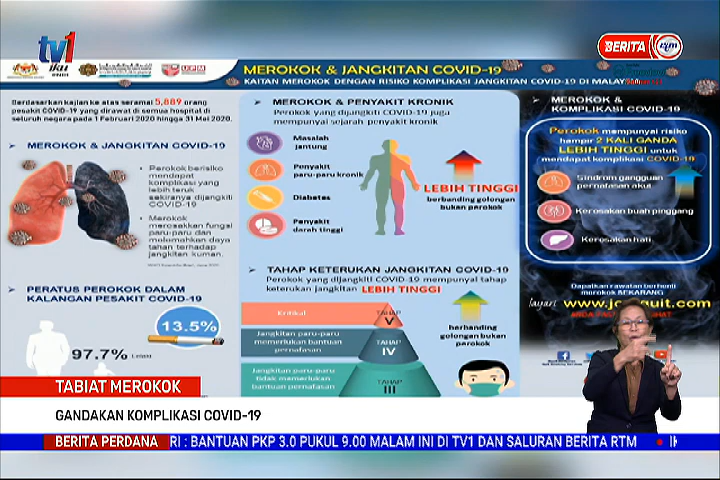 tv1
BERITA rtm
iku
UPM
MEROKOK & JANGKITAN COVID-19
KAITAN MEROKOK DENGAN RISIKO KOMPLIKASI JANGKITAN COVID-19 DI
Berdasarkan kajian ke atas seramai 5,889 orang
pesakit COVID-19 yang dirawat di semua hospital di
seluruh negara pada 1 Februari 2020 hingga 31 Mei 2020.
MEROKOK & JANGKITAN COVID-19
Perokok berisiko
mendapat
komplikasi yang
lebih teruk
sekiranya dijangkiti
COVID-19
Merokok
merosakkan fungsi
paru-paru dan
melemahkan daya
tahan terhadap
jangkitan kuman.
PERATUS PEROKOK DALAM
KALANGAN PESAKIT COVID-19
13.5%
97.7% Lelaki
MEROKOK & PENYAKIT KRONIK
Perokok yang dijangkiti COVID-19 juga
mempunyai sejarah penyakit kronik
Masalah
jantung
Penyakit
paru-paru kronik
Diabetes
Penyakit
darah tinggi
LEBIH TINGGI
berbanding golongan
bukan perokok
TAHAP KETERUKAN JANGKITAN COVID-19
Perokok yang dijangkiti COVID-19 mempunyai tahap
keterukan jangkitan LEBIH TINGGI
Kritikal
TAHAP
V
Jangkitan paru-paru
memerlukan bantuan
pernafasan
TAHAP
IV
Jangkitan paru-paru
tidak memerlukan
bantuan pernafasan
TAHAP
III
berbanding
golongan bukan
perokok
MEROKOK &
KOMPLIKASI COVID-19
Perokok mempunyai risiko
hampir 2 KALI GANDA
LEBIH TINGGI untuk
mendapat komplikasi COVID-19
Sindrom gangguan
pernafasan akut
Kerosakan buah pinggang
Kerosakan hati
Dapatkan rawatan berhenti
merokok SEKARANG
layari www.jomquit.com
TABIAT MEROKOK
GANDAKAN KOMPLIKASI COVID-19
BERITA PERDANA RI : BANTUAN PKP 3.0 PUKUL 9.00 MALAM INI DI TV1 DAN SALURAN BERITA RTM